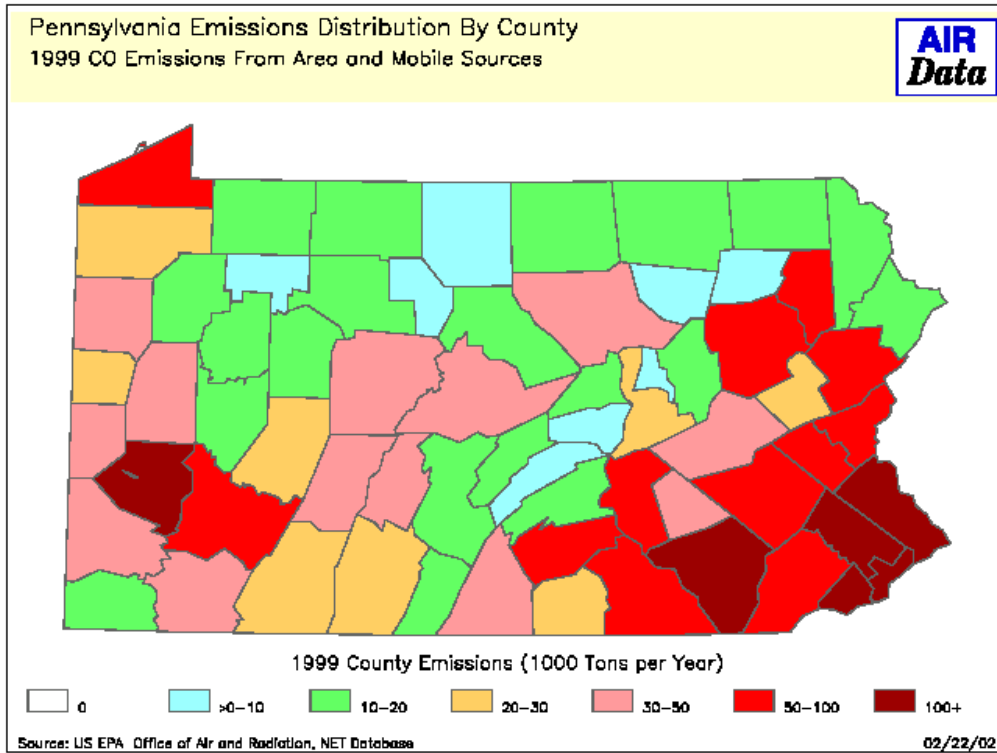 Pennsylvania Emissions Distribution By County
1999 CO Emissions From Area and Mobile Sources
AIR
Data
1999 County Emissions (1000 Tons per Year)
0 >0-10 10-20 20-30 30-50 50-100 100+
Source: US EPA Office of Air and Radiation, NET Database 02/22/02